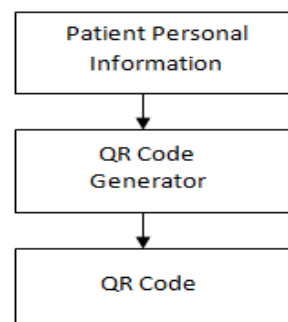 Patient Personal
Information
QR Code
Generator
QR Code